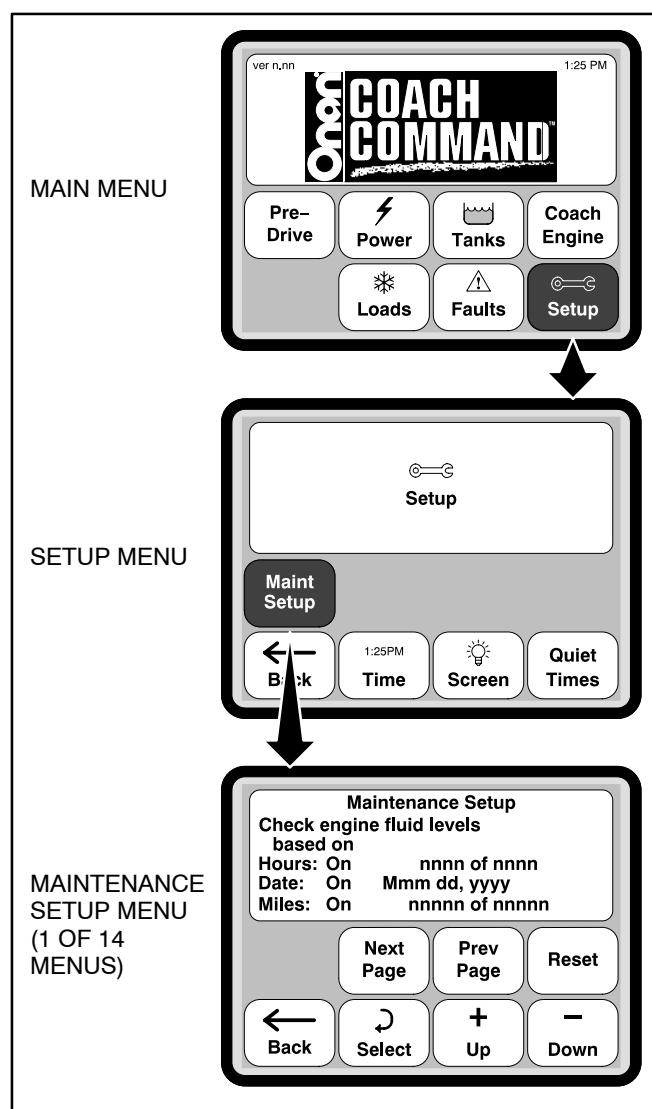 MAIN MENU
ver n.nn 1:25 PM
Onan COACH
COMMAND™
Pre–
Drive
Power
Tanks
Coach
Engine
Loads
Faults
Setup
SETUP MENU
Setup
Maint
Setup
Back
1:25PM
Time
Screen
Quiet
Times
MAINTENANCE
SETUP MENU
(1 OF 14
MENUS)
Maintenance Setup
Check engine fluid levels
based on
Hours: On nnnn of nnnn
Date: On Mmm dd, yyyy
Miles: On nnnnn of nnnnn
Next
Page
Prev
Page
Reset
Back
Select
+
Up
–
Down